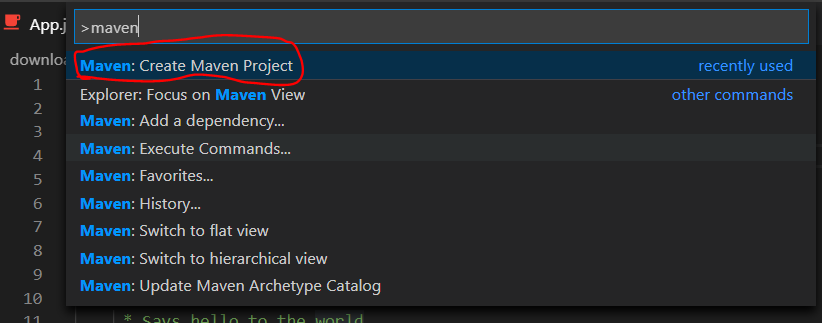 App.j
>maven
downloa
Maven: Create Maven Project recently used
1
Explorer: Focus on Maven View other commands
2
Maven: Add a dependency...
3
Maven: Execute Commands...
4
Maven: Favorites...
5
Maven: History...
6
Maven: Switch to flat view
7
Maven: Switch to hierarchical view
8
Maven: Update Maven Archetype Catalog
9
10
11 * Says hello to the world